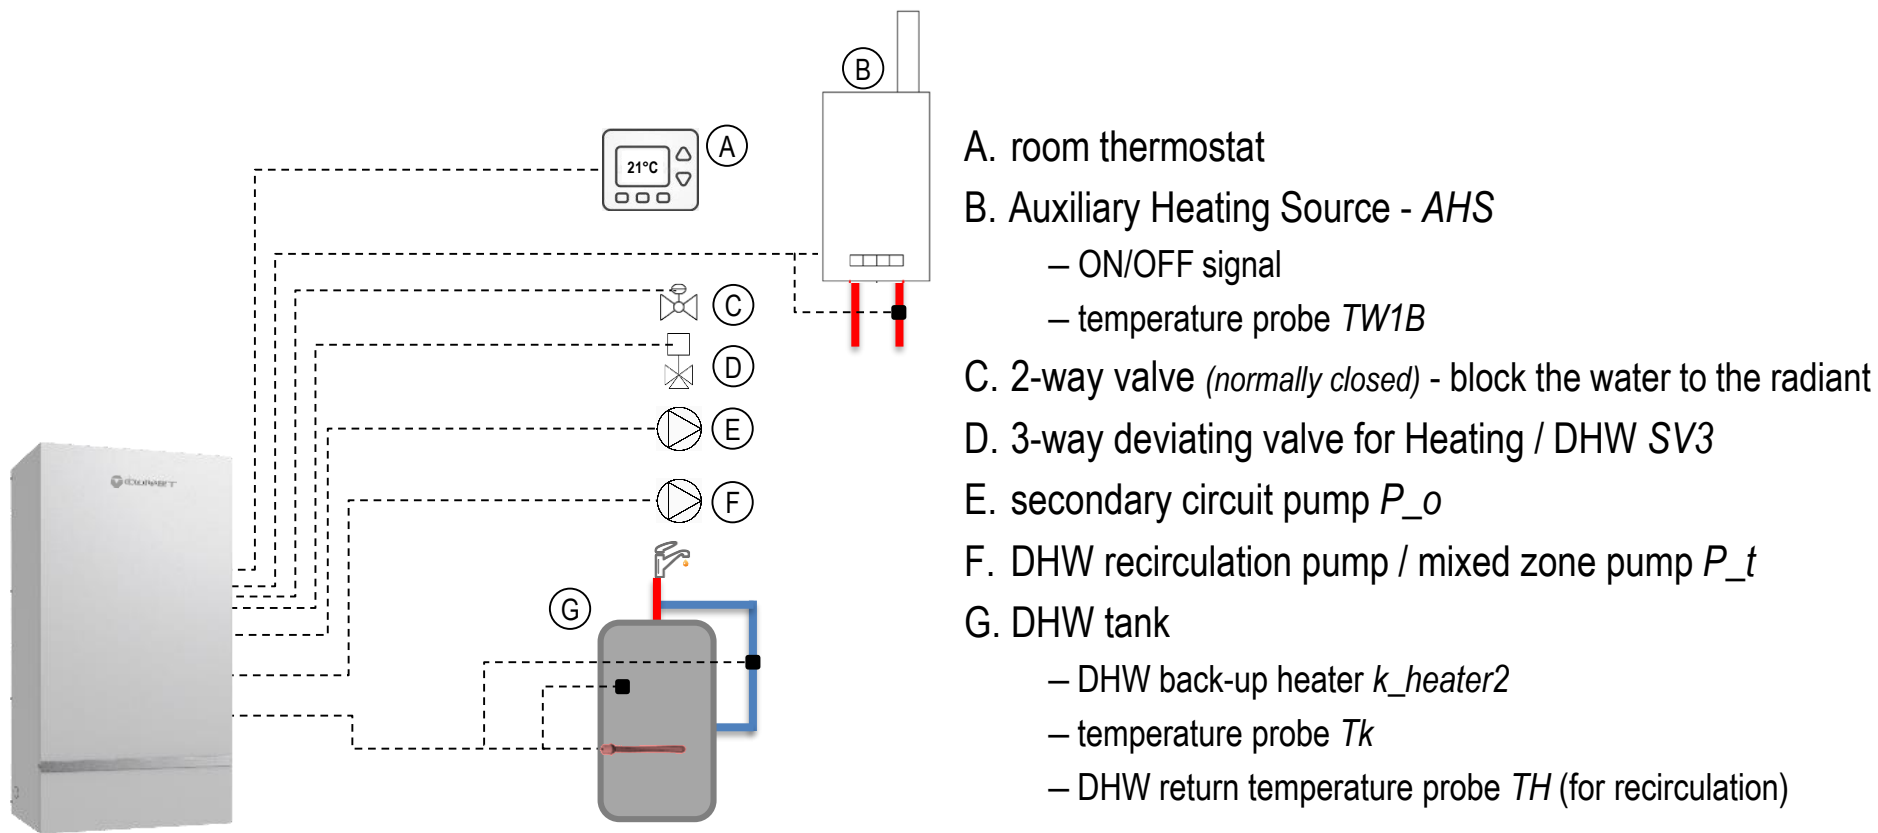 B
A
21°C
C
D
E
F
G
A. room thermostat
B. Auxiliary Heating Source - AHS
– ON/OFF signal
– temperature probe TW1B
C. 2-way valve (normally closed) - block the water to the radiant
D. 3-way deviating valve for Heating / DHW SV3
E. secondary circuit pump P_o
F. DHW recirculation pump / mixed zone pump P_t
G. DHW tank
– DHW back-up heater k_heater2
– temperature probe Tk
– DHW return temperature probe TH (for recirculation)